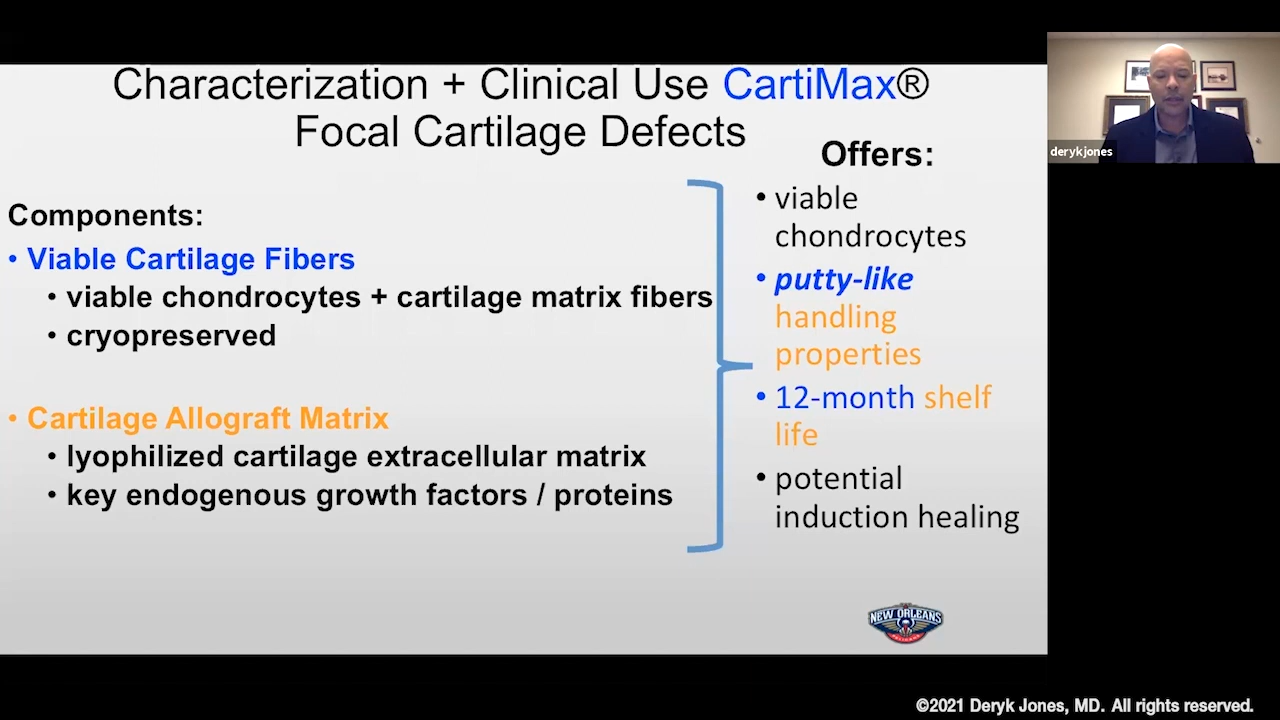 Characterization + Clinical Use CartiMax®
Focal Cartilage Defects
Components:
• Viable Cartilage Fibers
• viable chondrocytes + cartilage matrix fibers
• cryopreserved
• Cartilage Allograft Matrix
• lyophilized cartilage extracellular matrix
• key endogenous growth factors / proteins
Offers:
• viable
chondrocytes
• putty-like
handling
properties
• 12-month shelf
life
• potential
induction healing
NEW ORLEANS
derykjones
©2021 Deryk Jones, MD. All rights reserved.